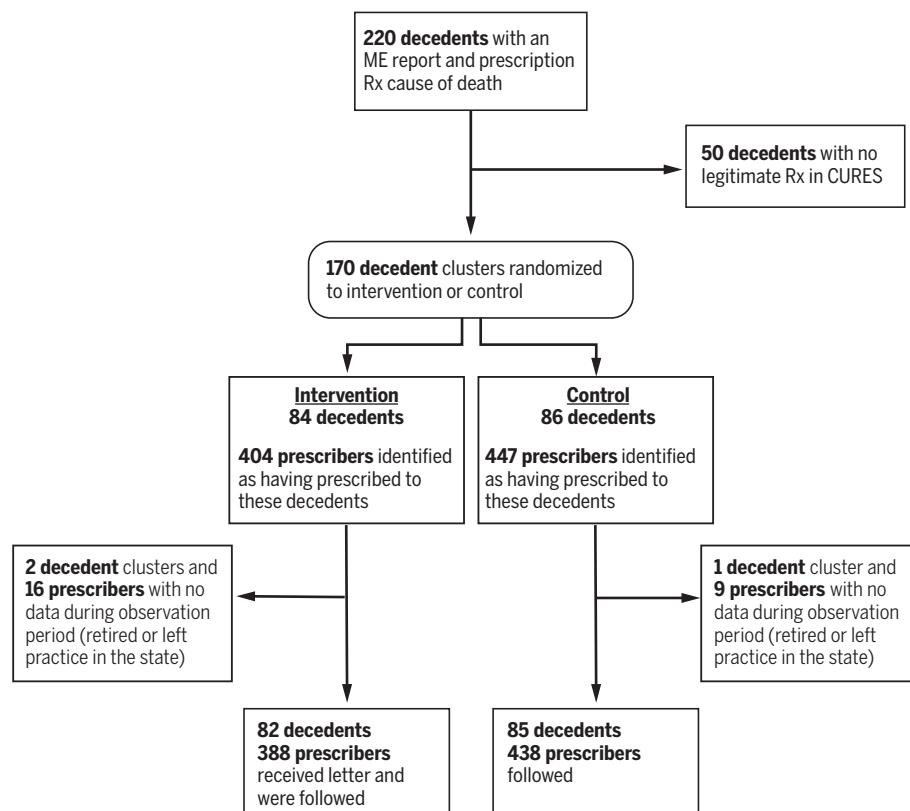 220 decedents with an
ME report and prescription
Rx cause of death
50 decedents with no
legitimate Rx in CURES
170 decedent clusters randomized
to intervention or control
Intervention
84 decedents
404 prescribers identified
as having prescribed to
these decedents
Control
86 decedents
447 prescribers identified
as having prescribed to
these decedents
2 decedent clusters and
16 prescribers with no
data during observation
period (retired or left
practice in the state)
1 decedent cluster and
9 prescribers with no
data during observation
period (retired or left
practice in the state)
82 decedents
388 prescribers
received letter and
were followed
85 decedents
438 prescribers
followed